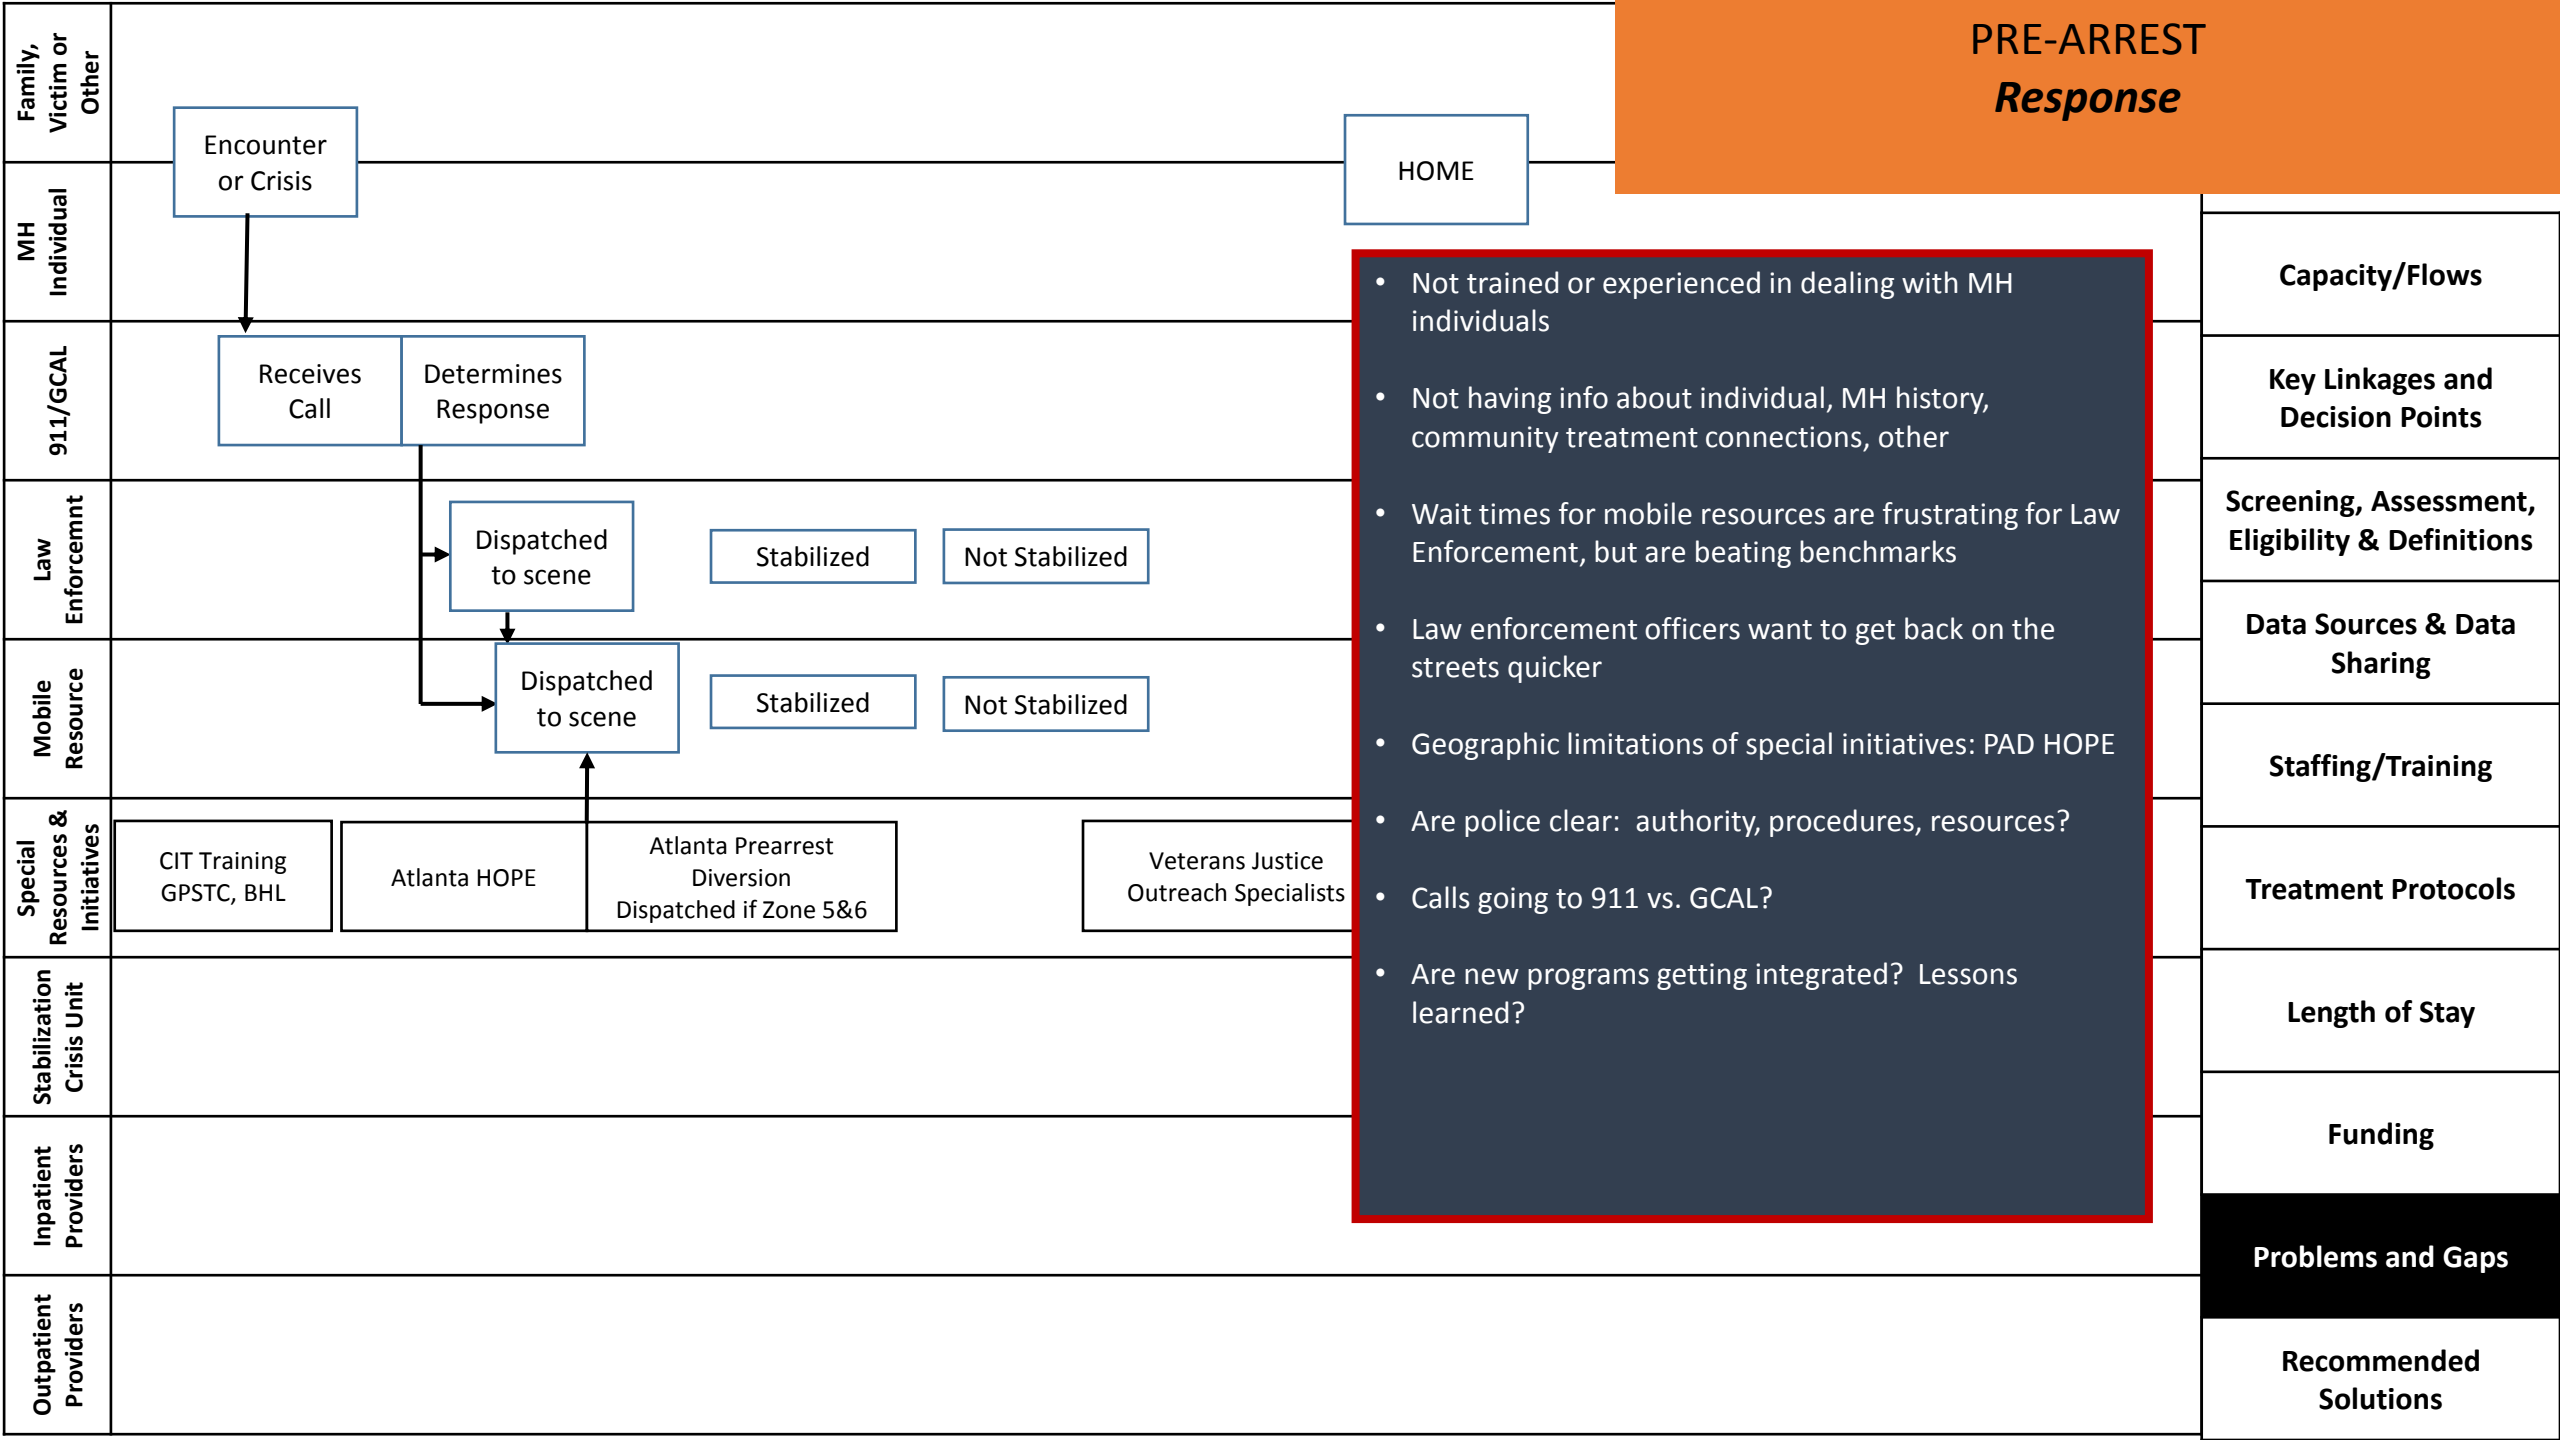 PRE-ARREST
Response
Family,
Victim or
Other
MH
Individual
911/GCAL
Law
Enforcemnt
Mobile
Resource
Special
Resources &
Initiatives
Stabilization
Crisis Unit
Inpatient
Providers
Outpatient
Providers
Encounter
or Crisis
HOME
Receives
Call
Determines
Response
Dispatched
to scene
Stabilized
Not Stabilized
Dispatched
to scene
Stabilized
Not Stabilized
CIT Training
GPSTC, BHL
Atlanta HOPE
Atlanta Prearrest
Diversion
Dispatched if Zone 5&6
Veterans Justice
Outreach Specialists
• Not trained or experienced in dealing with MH
individuals
• Not having info about individual, MH history,
community treatment connections, other
• Wait times for mobile resources are frustrating for Law
Enforcement, but are beating benchmarks
• Law enforcement officers want to get back on the
streets quicker
• Geographic limitations of special initiatives: PAD HOPE
• Are police clear:  authority, procedures, resources?
• Calls going to 911 vs. GCAL?
• Are new programs getting integrated?  Lessons
learned?
Capacity/Flows
Key Linkages and
Decision Points
Screening, Assessment,
Eligibility & Definitions
Data Sources & Data
Sharing
Staffing/Training
Treatment Protocols
Length of Stay
Funding
Problems and Gaps
Recommended
Solutions